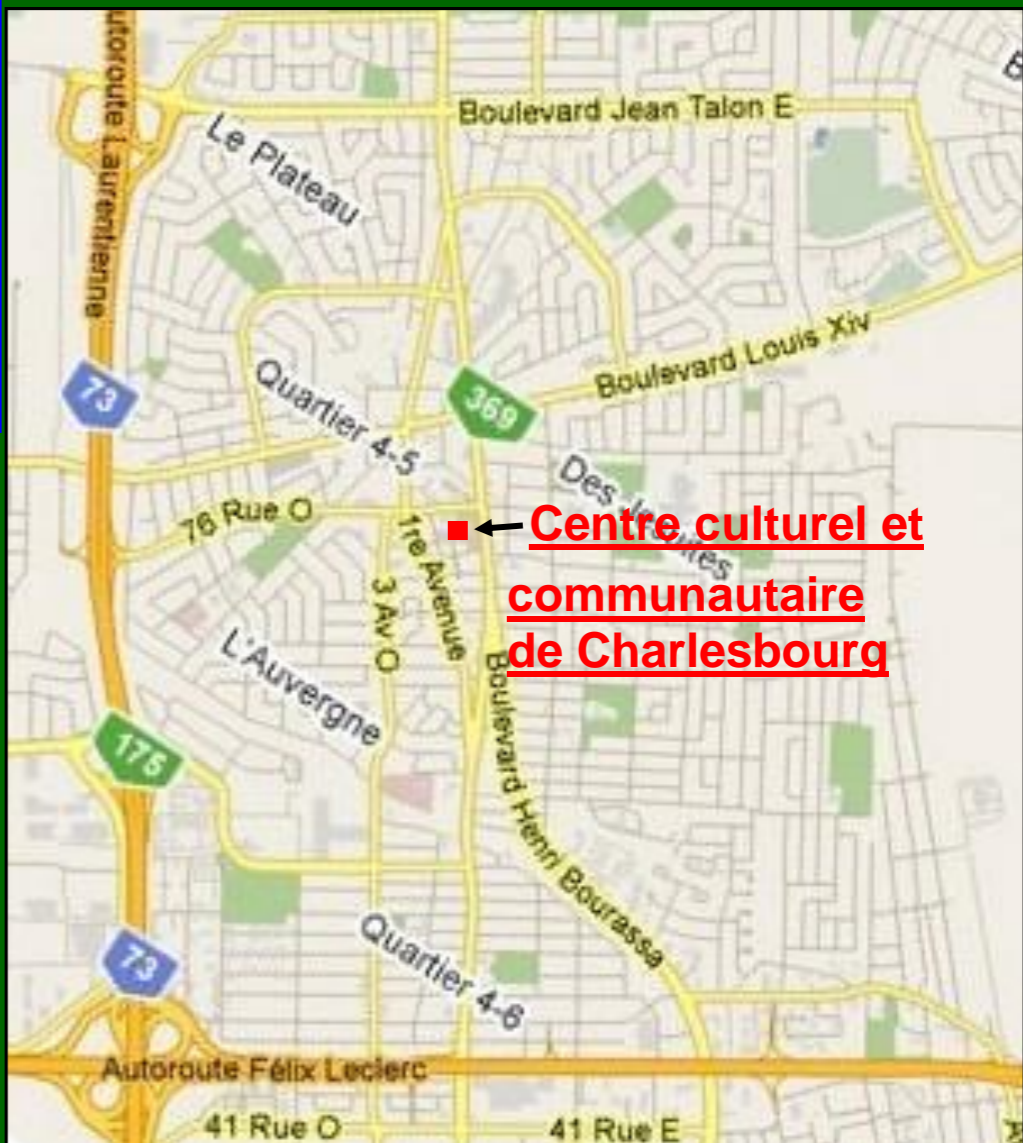 utoroute Laurentienne
B
Boulevard Jean Talon E
Le Plateau
Boulevard Louis Xiv
73
Quartier 4-5
369
Des Jésuites
76 Rue O
1re Avenue
Centre culturel et
communautaire
de Charlesbourg
3 Av O
L'Auvergne
Boulevard Henri Bourassa
175
Quartier 4-6
73
Autoroute Félix Leclerc
41 Rue O
41 Rue E